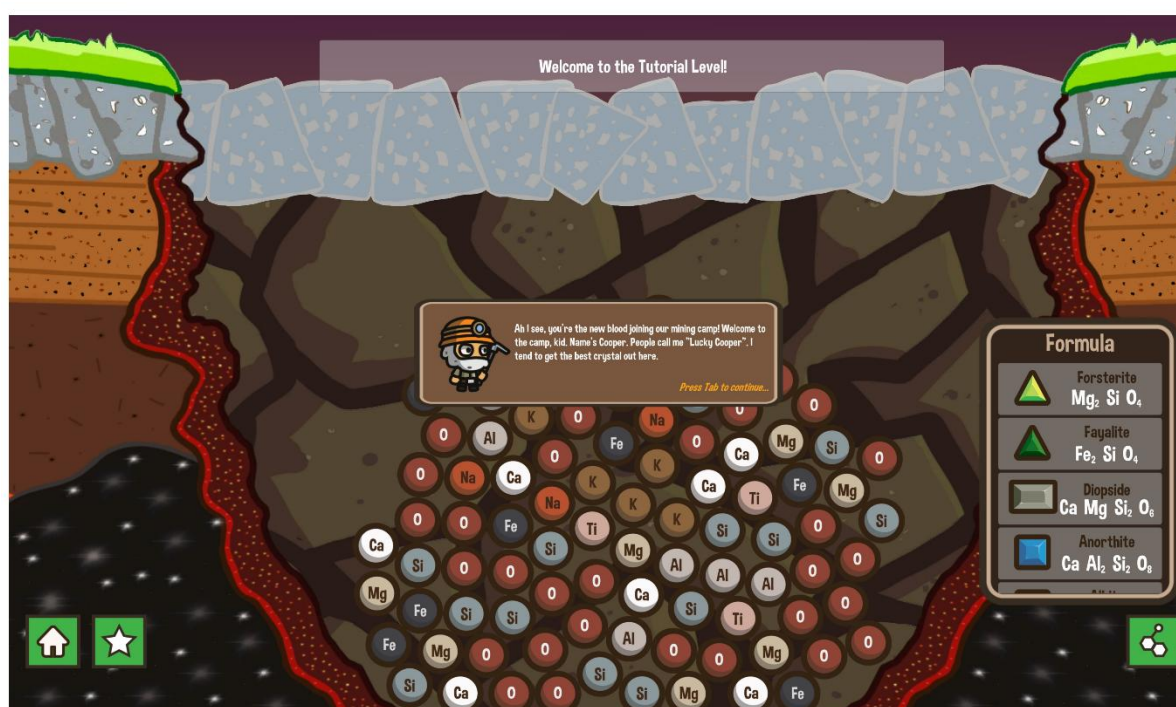 Welcome to the Tutorial Level!
Ah I see, you're the new blood joining our mining camp! Welcome to
the camp, kid. Name's Cooper. People call me "Lucky Cooper". I
tend to get the best crystal out here.
Press Tab to continue...
Formula
Forsterite
Mg₂ Si O₄
Fayalite
Fe₂ Si O₄
Diopside
Ca Mg Si₂ O₆
Anorthite
Ca Al₂ Si₂ O₈
K O Na O O
O Al O Fe O Ca Mg Si O
Na Ca Na K K K Ca Ti Fe Mg
O O Fe Ti K Si Si O Si
Ca Si O O Si Mg Al Al Al O O
Mg Fe Si Si O O Ca Si Ti O O
Fe Mg O O O Al O O Mg O O
Si Ca O O Si Si Mg Ca Fe